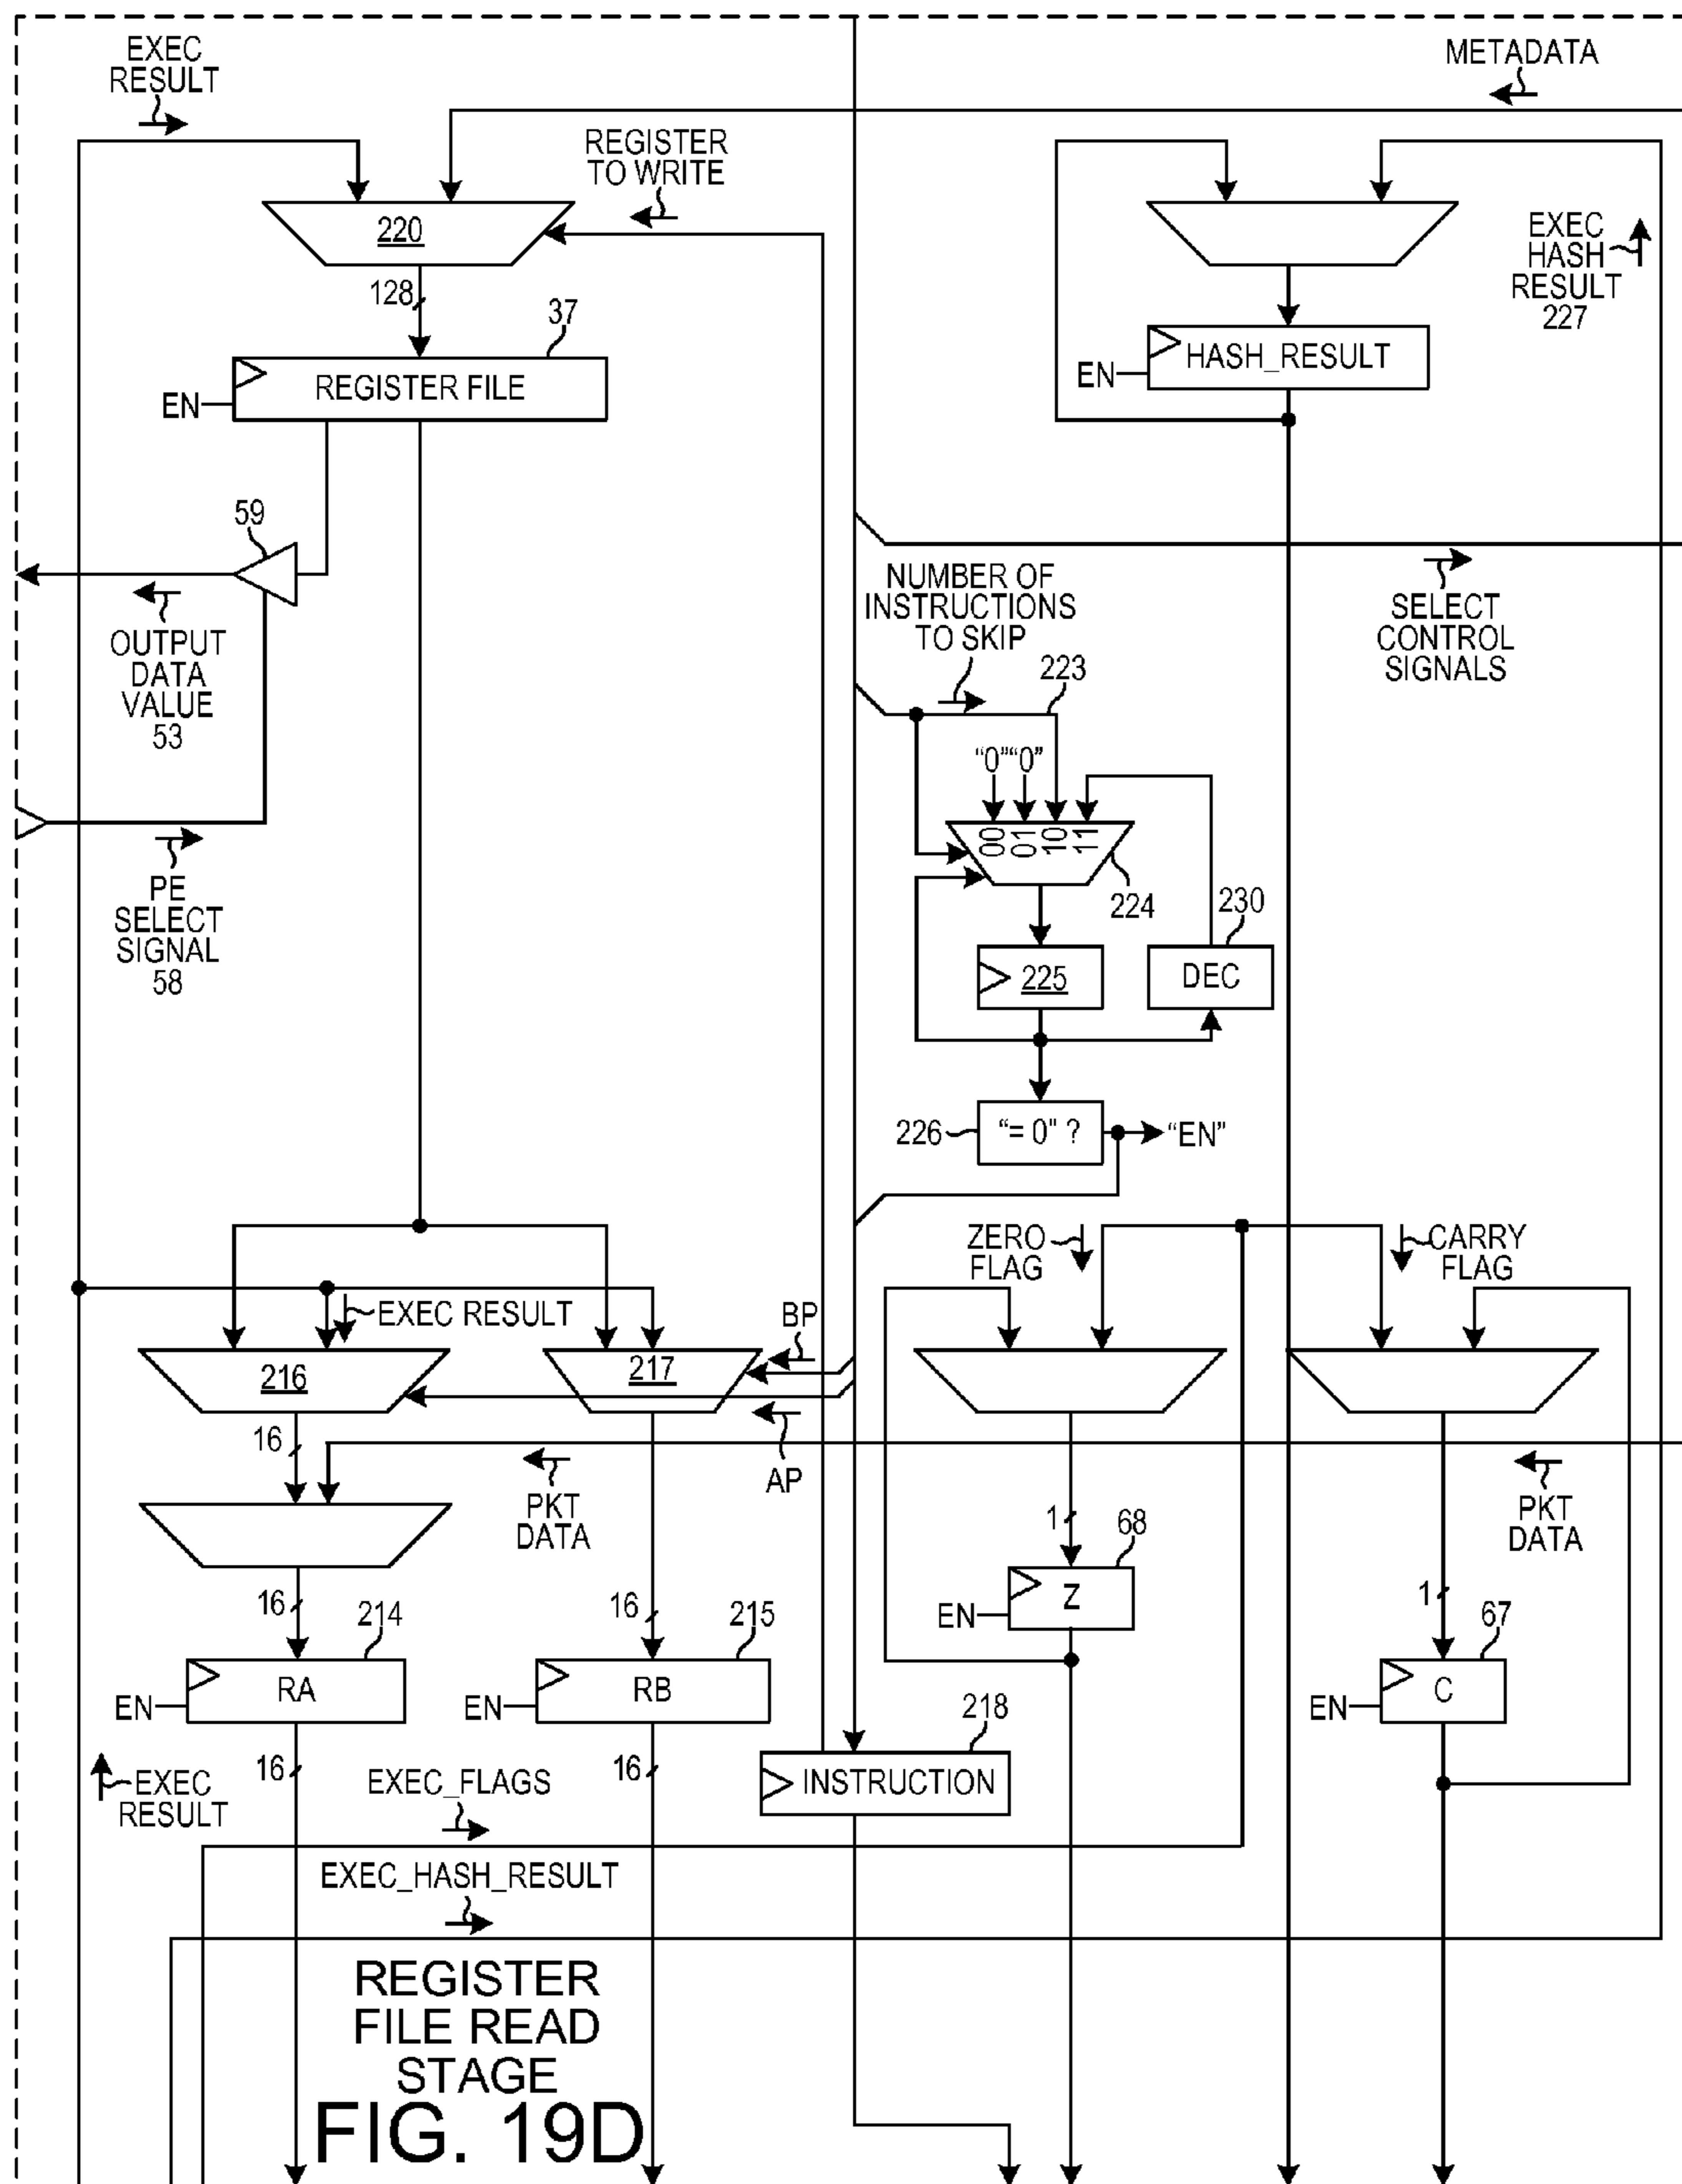 EXEC
RESULT
METADATA
REGISTER
TO WRITE
220
128
37
EN
REGISTER FILE
EXEC
HASH
RESULT
227
EN
HASH_RESULT
59
OUTPUT
DATA
VALUE
53
PE
SELECT
SIGNAL
58
NUMBER OF
INSTRUCTIONS
TO SKIP
223
SELECT
CONTROL
SIGNALS
"0" "0"
00
01
10
11
224
230
225
DEC
226
"= 0" ?
"EN"
ZERO
FLAG
CARRY
FLAG
EXEC RESULT
BP
216
217
16
AP
PKT
DATA
PKT
DATA
1
68
EN
Z
16
214
16
215
1
67
EN
RA
EN
RB
EN
C
218
INSTRUCTION
EXEC
RESULT
16
EXEC_FLAGS
16
EXEC_HASH_RESULT
REGISTER
FILE READ
STAGE
FIG. 19D